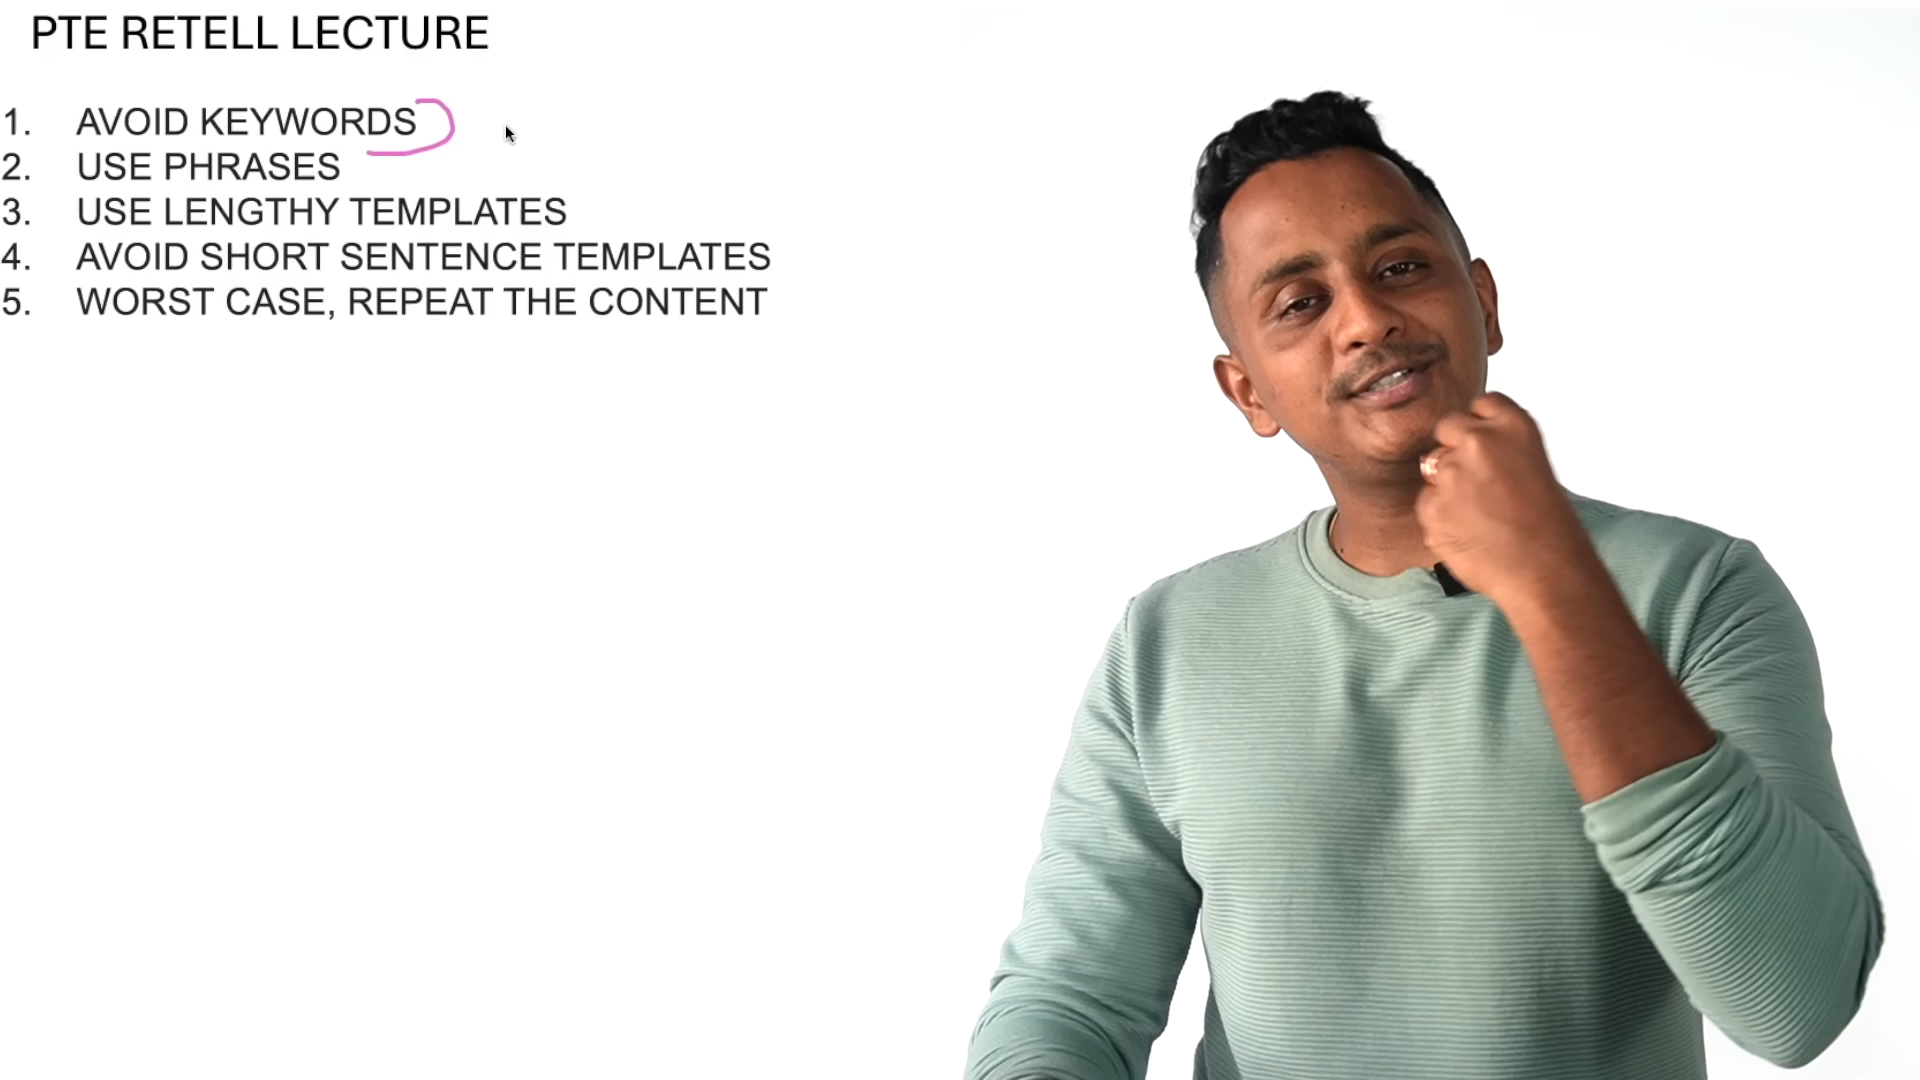 PTE RETELL LECTURE
1. AVOID KEYWORDS
2. USE PHRASES
3. USE LENGTHY TEMPLATES
4. AVOID SHORT SENTENCE TEMPLATES
5. WORST CASE, REPEAT THE CONTENT